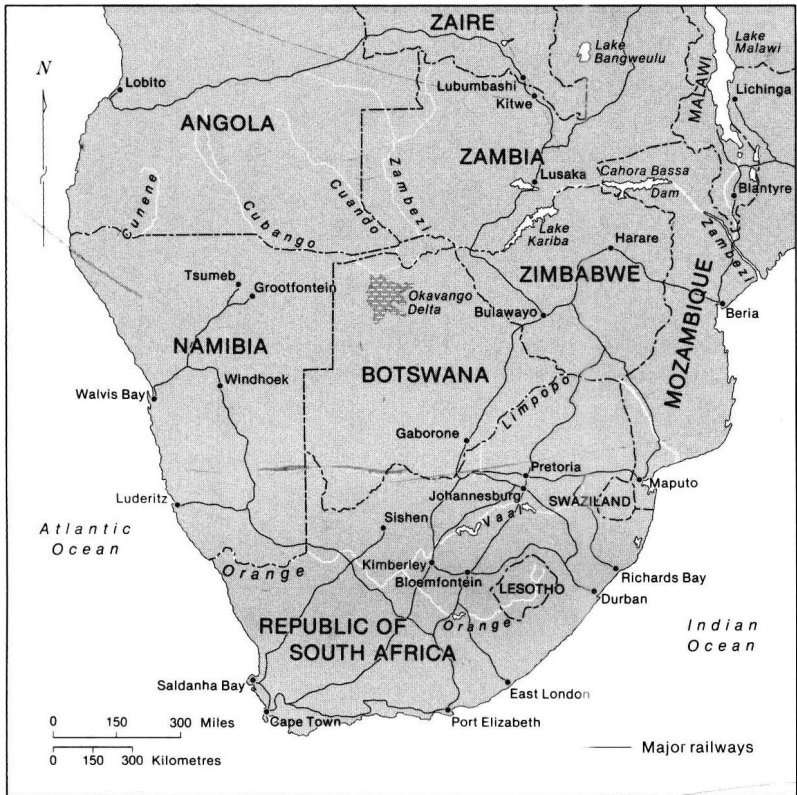 ZAIRE
Lake
Bangweulu
Lake
Malawi
N
Lobito
Lubumbashi
Kitwe
MALAWI
Lichinga
ANGOLA
ZAMBIA
Lusaka
Cahora Bassa
Dam
Blantyre
Cunene
Cubango
Cuando
Zambezi
Zambezi
Lake
Kariba
Harare
Tsumeb
Grootfontein
Okavango
Delta
ZIMBABWE
Bulawayo
MOZAMBIQUE
Beria
NAMIBIA
Windhoek
BOTSWANA
Walvis Bay
Limpopo
Gaborone
Pretoria
Maputo
Luderitz
Johannesburg
SWAZILAND
Sishen
Vaal
Atlantic
Ocean
Orange
Kimberley
Bloemfontein
LESOTHO
Richards Bay
Durban
REPUBLIC OF
SOUTH AFRICA
Orange
Indian
Ocean
Saldanha Bay
East London
Cape Town
Port Elizabeth
0 150 300 Miles
0 150 300 Kilometres
Major railways